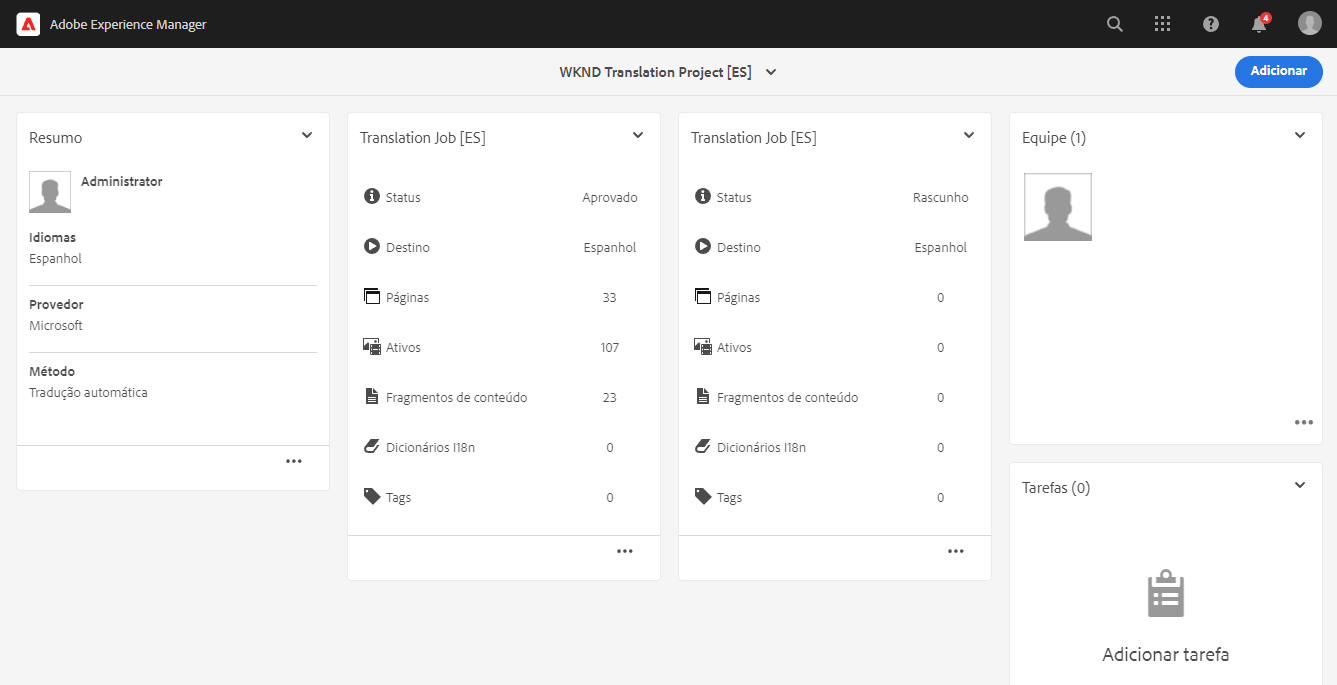 Adobe Experience Manager
4
WKND Translation Project [ES]
Adicionar
Resumo
Administrator
Idiomas
Espanhol
Provedor
Microsoft
Método
Tradução automática
Translation Job [ES]
Status Aprovado
Destino Espanhol
Páginas 33
Ativos 107
Fragmentos de conteúdo 23
Dicionários I18n 0
Tags 0
Translation Job [ES]
Status Rascunho
Destino Espanhol
Páginas 0
Ativos 0
Fragmentos de conteúdo 0
Dicionários I18n 0
Tags 0
Equipe (1)
Tarefas (0)
Adicionar tarefa